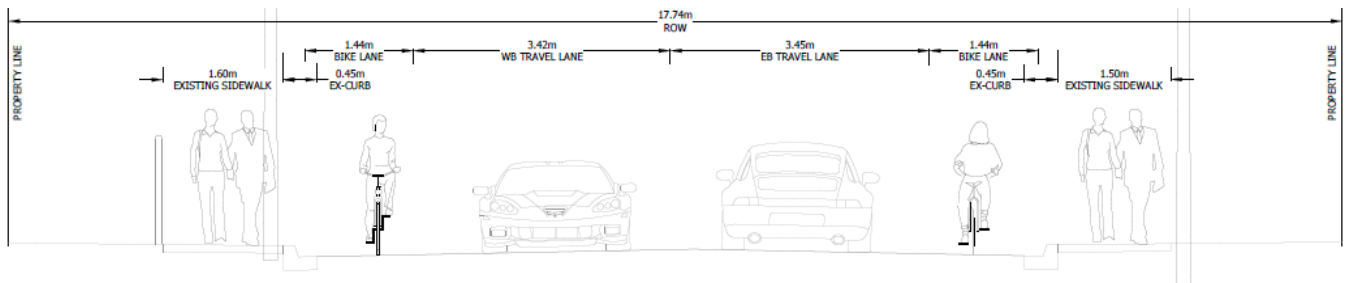 17.74m
ROW
1.44m
BIKE LANE
3.42m
WB TRAVEL LANE
3.45m
EB TRAVEL LANE
1.44m
BIKE LANE
1.60m
EXISTING SIDEWALK
0.45m
EX-CURB
0.45m
EX-CURB
1.50m
EXISTING SIDEWALK
PROPERTY LINE
PROPERTY LINE